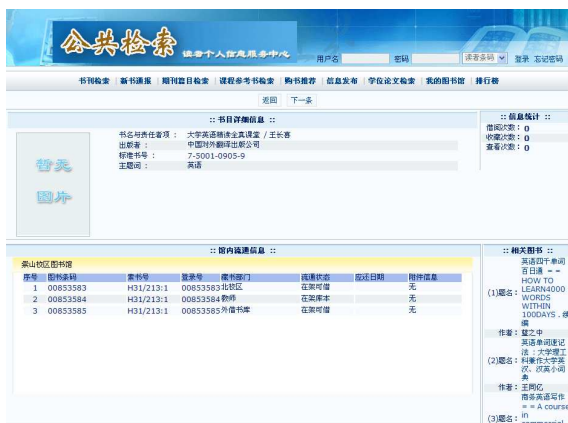 公共检索
读者个人信息服务中心
用户名 密码 读者条码 登录 忘记密码
书刊检索 新书通报 期刊篇目检索 课程参考书检索 购书推荐 信息发布 学位论文检索 我的图书馆 排行榜
返回 下一条
:: 书目详细信息 ::
暂无
图片
书名与责任者项 : 大学英语精读全真课堂 / 王长喜
出版者 : 中国对外翻译出版公司
标准书号 : 7-5001-0905-9
主题词 : 英语
:: 信息统计 ::
借阅次数: 0
收藏次数: 0
查看次数: 0
:: 馆内流通信息 ::
梁山校区图书馆
序号 图书条码 索书号 登录号 藏书部门 流通状态 应还日期 附件信息
1 00853583 H31/213:1 00853583 北校区 在架可借 无
2 00853584 H31/213:1 00853584 教师 在架库本 无
3 00853585 H31/213:1 00853585 外借书库 在架可借 无
:: 相关图书 ::
(1)题名: 英语四千单词
百日通 = =
HOW TO
LEARN4000
WORDS
WITHIN
100DAYS . 续
编
作者:
(2)题名: 英语单词速记
法 : 大学理工
科兼作大学英
汉、汉英小词
典
作者: 王同亿
(3)题名: 商务英语写作
= = A course
in
commercial